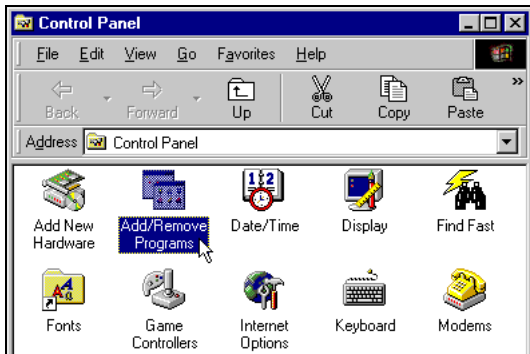 Control Panel
File Edit View Go Favorites Help
Back Forward Up Cut Copy Paste »
Address Control Panel
Add New Hardware
Add/Remove Programs
Date/Time
Display
Find Fast
Fonts
Game Controllers
Internet Options
Keyboard
Modems